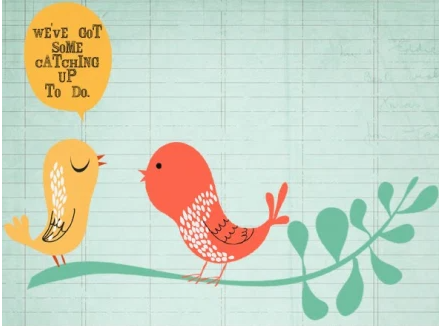 WE'VE GOT
SOME
CATCHING
UP
TO DO.